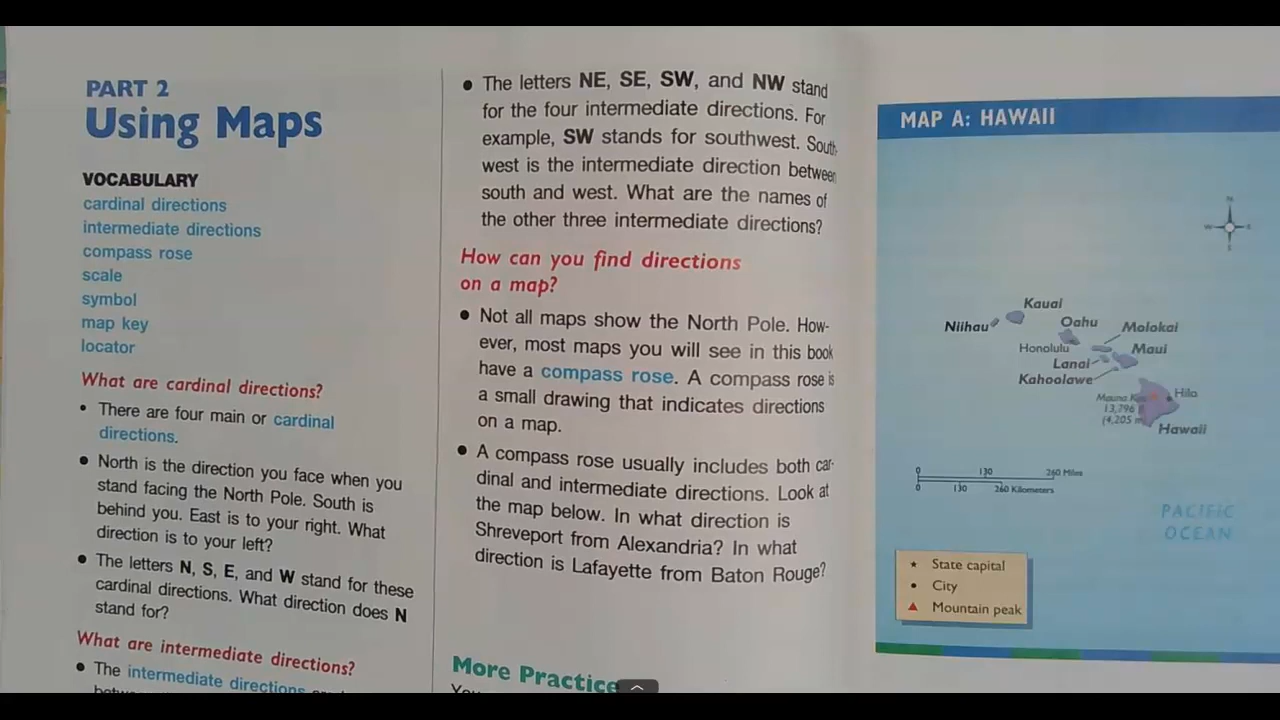 PART 2
Using Maps
VOCABULARY
cardinal directions
intermediate directions
compass rose
scale
symbol
map key
locator
What are cardinal directions?
• There are four main or cardinal
directions.
• North is the direction you face when you
stand facing the North Pole. South is
behind you. East is to your right. What
direction is to your left?
• The letters N, S, E, and W stand for these
cardinal directions. What direction does N
stand for?
What are intermediate directions?
• The intermediate directions
• The letters NE, SE, SW, and NW stand
for the four intermediate directions. For
example, SW stands for southwest. South-
west is the intermediate direction between
south and west. What are the names of
the other three intermediate directions?
How can you find directions
on a map?
• Not all maps show the North Pole. How-
ever, most maps you will see in this book
have a compass rose. A compass rose is
a small drawing that indicates directions
on a map.
• A compass rose usually includes both car-
dinal and intermediate directions. Look at
the map below. In what direction is
Shreveport from Alexandria? In what
direction is Lafayette from Baton Rouge?
More Practice
MAP A: HAWAII
N
W E
S
Kauai
Niihau
Oahu
Molokai
Honolulu
Maui
Lanai
Kahoolawe
Mauna
Hilo
13,796
(4,205
Hawaii
0 130 260 Miles
0 130 260 Kilometers
PACIFIC
OCEAN
State capital
City
Mountain peak